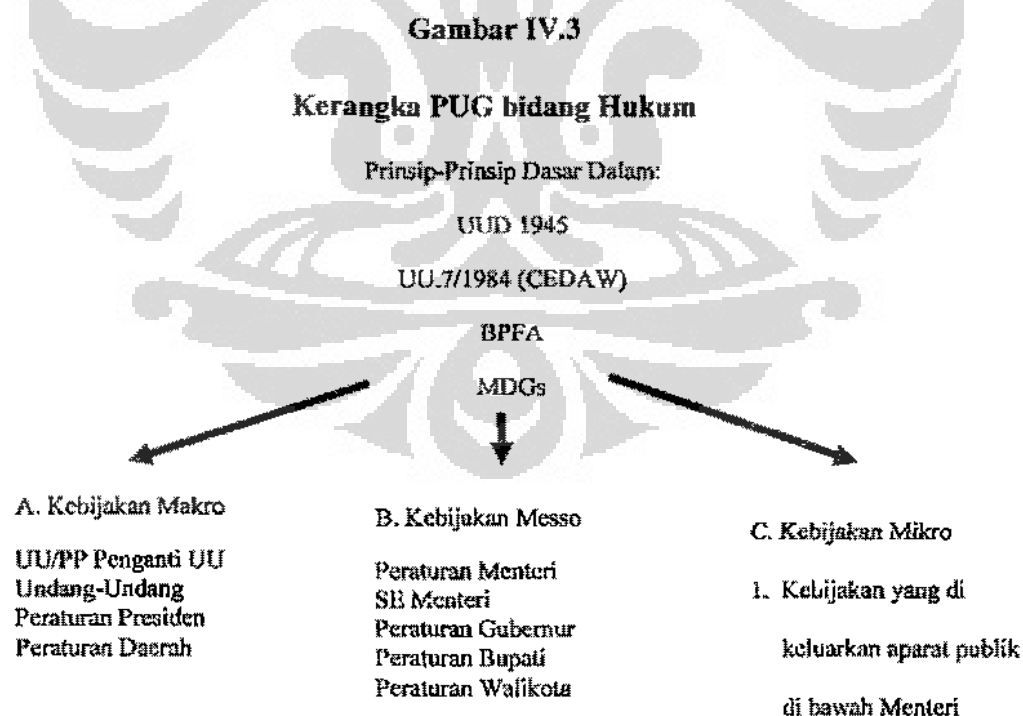 Gambar IV.3
Kerangka PUG bidang Hukum
Prinsip-Prinsip Dasar Dalam:
UUD 1945
UU.7/1984 (CEDAW)
BPFA
MDGs
A. Kebijakan Makro
UU/PP Penganti UU
Undang-Undang
Peraturan Presiden
Peraturan Daerah
B. Kebijakan Messo
Peraturan Menteri
SB Menteri
Peraturan Gubernur
Peraturan Bupati
Peraturan Walikota
C. Kebijakan Mikro
1. Kebijakan yang di
keluarkan aparat publik
di bawah Menteri